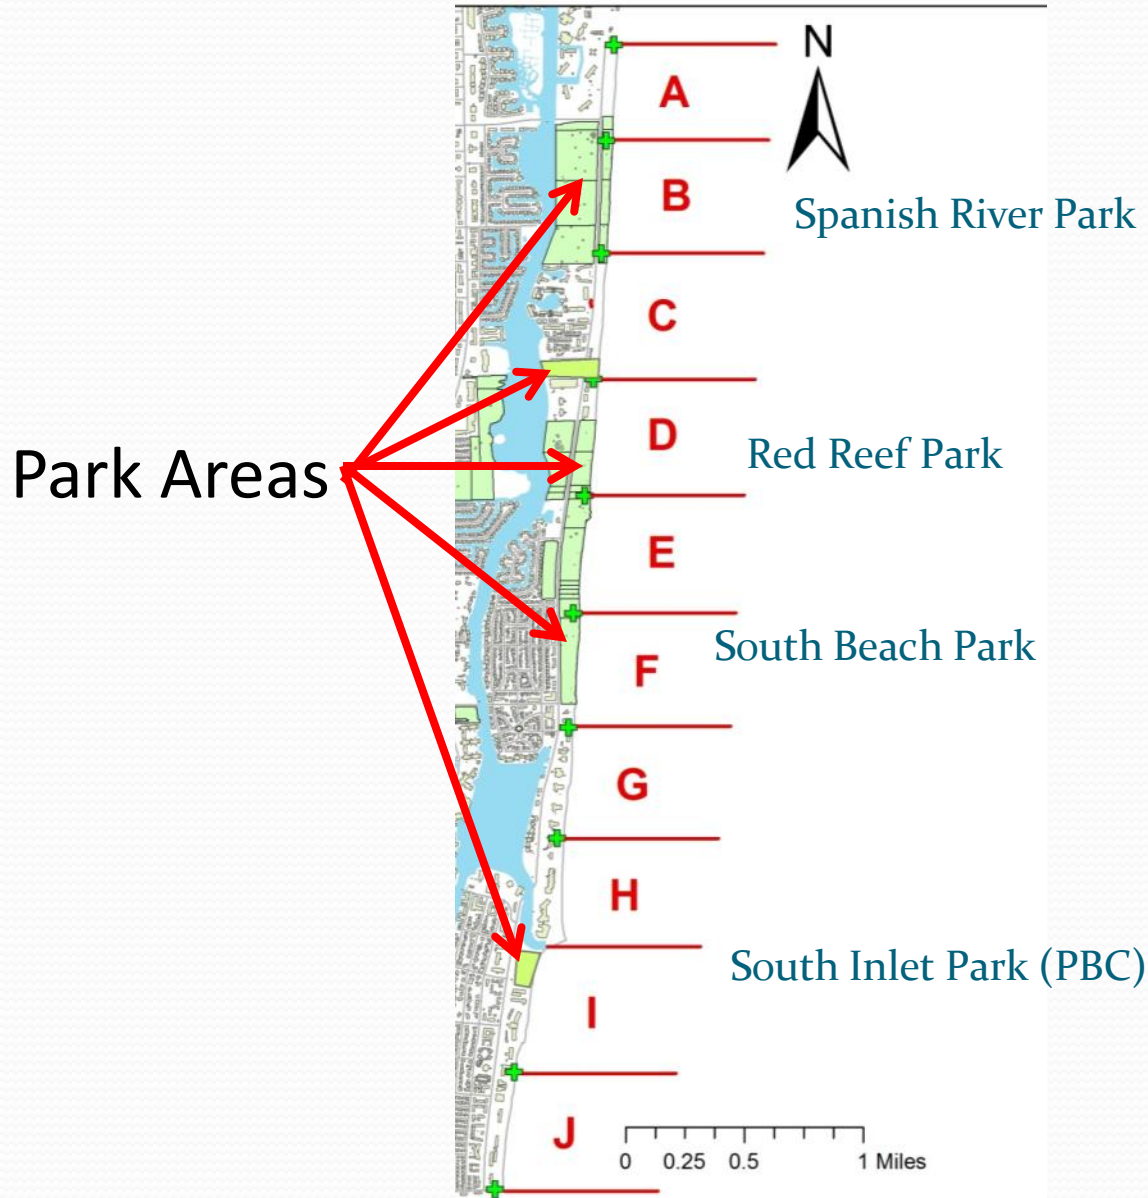 N
A
B
Spanish River Park
C
D
Red Reef Park
Park Areas
E
South Beach Park
F
G
H
South Inlet Park (PBC)
I
J
0 0.25 0.5 1 Miles